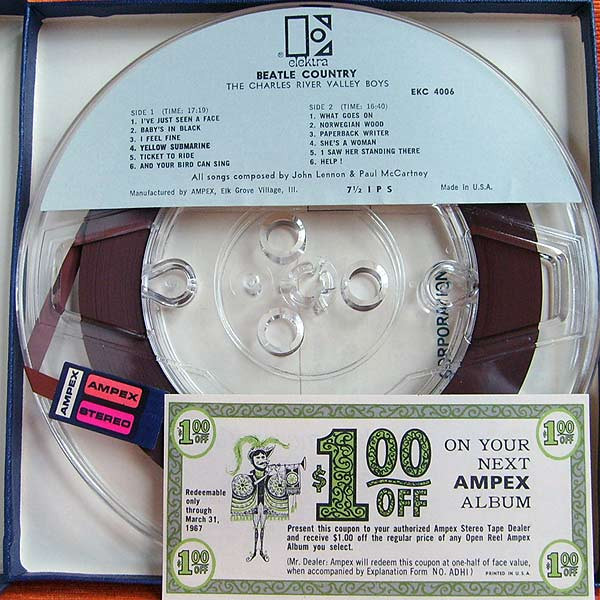 elektra
BEATLE COUNTRY
THE CHARLES RIVER VALLEY BOYS
EKC 4006
SIDE 1 (TIME: 17:19)
1. I'VE JUST SEEN A FACE
2. BABY'S IN BLACK
3. I FEEL FINE
4. YELLOW SUBMARINE
5. TICKET TO RIDE
6. AND YOUR BIRD CAN SING
SIDE 2 (TIME: 16:40)
1. WHAT GOES ON
2. NORWEGIAN WOOD
3. PAPERBACK WRITER
4. SHE'S A WOMAN
5. I SAW HER STANDING THERE
6. HELP !
All songs composed by John Lennon & Paul McCartney
Manufactured by AMPEX, Elk Grove Village, Ill.
7½ I P S
Made in U.S.A.
CORPORATION
AMPEX
AMPEX
STEREO
$1.00 OFF
$1.00 OFF
$1.00 OFF
ON YOUR
NEXT
AMPEX
ALBUM
Redeemable
only
through
March 31,
1967
Present this coupon to your authorized Ampex Stereo Tape Dealer
and receive $1.00 off the regular price of any Open Reel Ampex
Album you select.
(Mr. Dealer: Ampex will redeem this coupon at one-half of face value,
when accompanied by Explanation Form NO. ADHI)
PRINTED IN U.S.A.
$1.00 OFF
$1.00 OFF